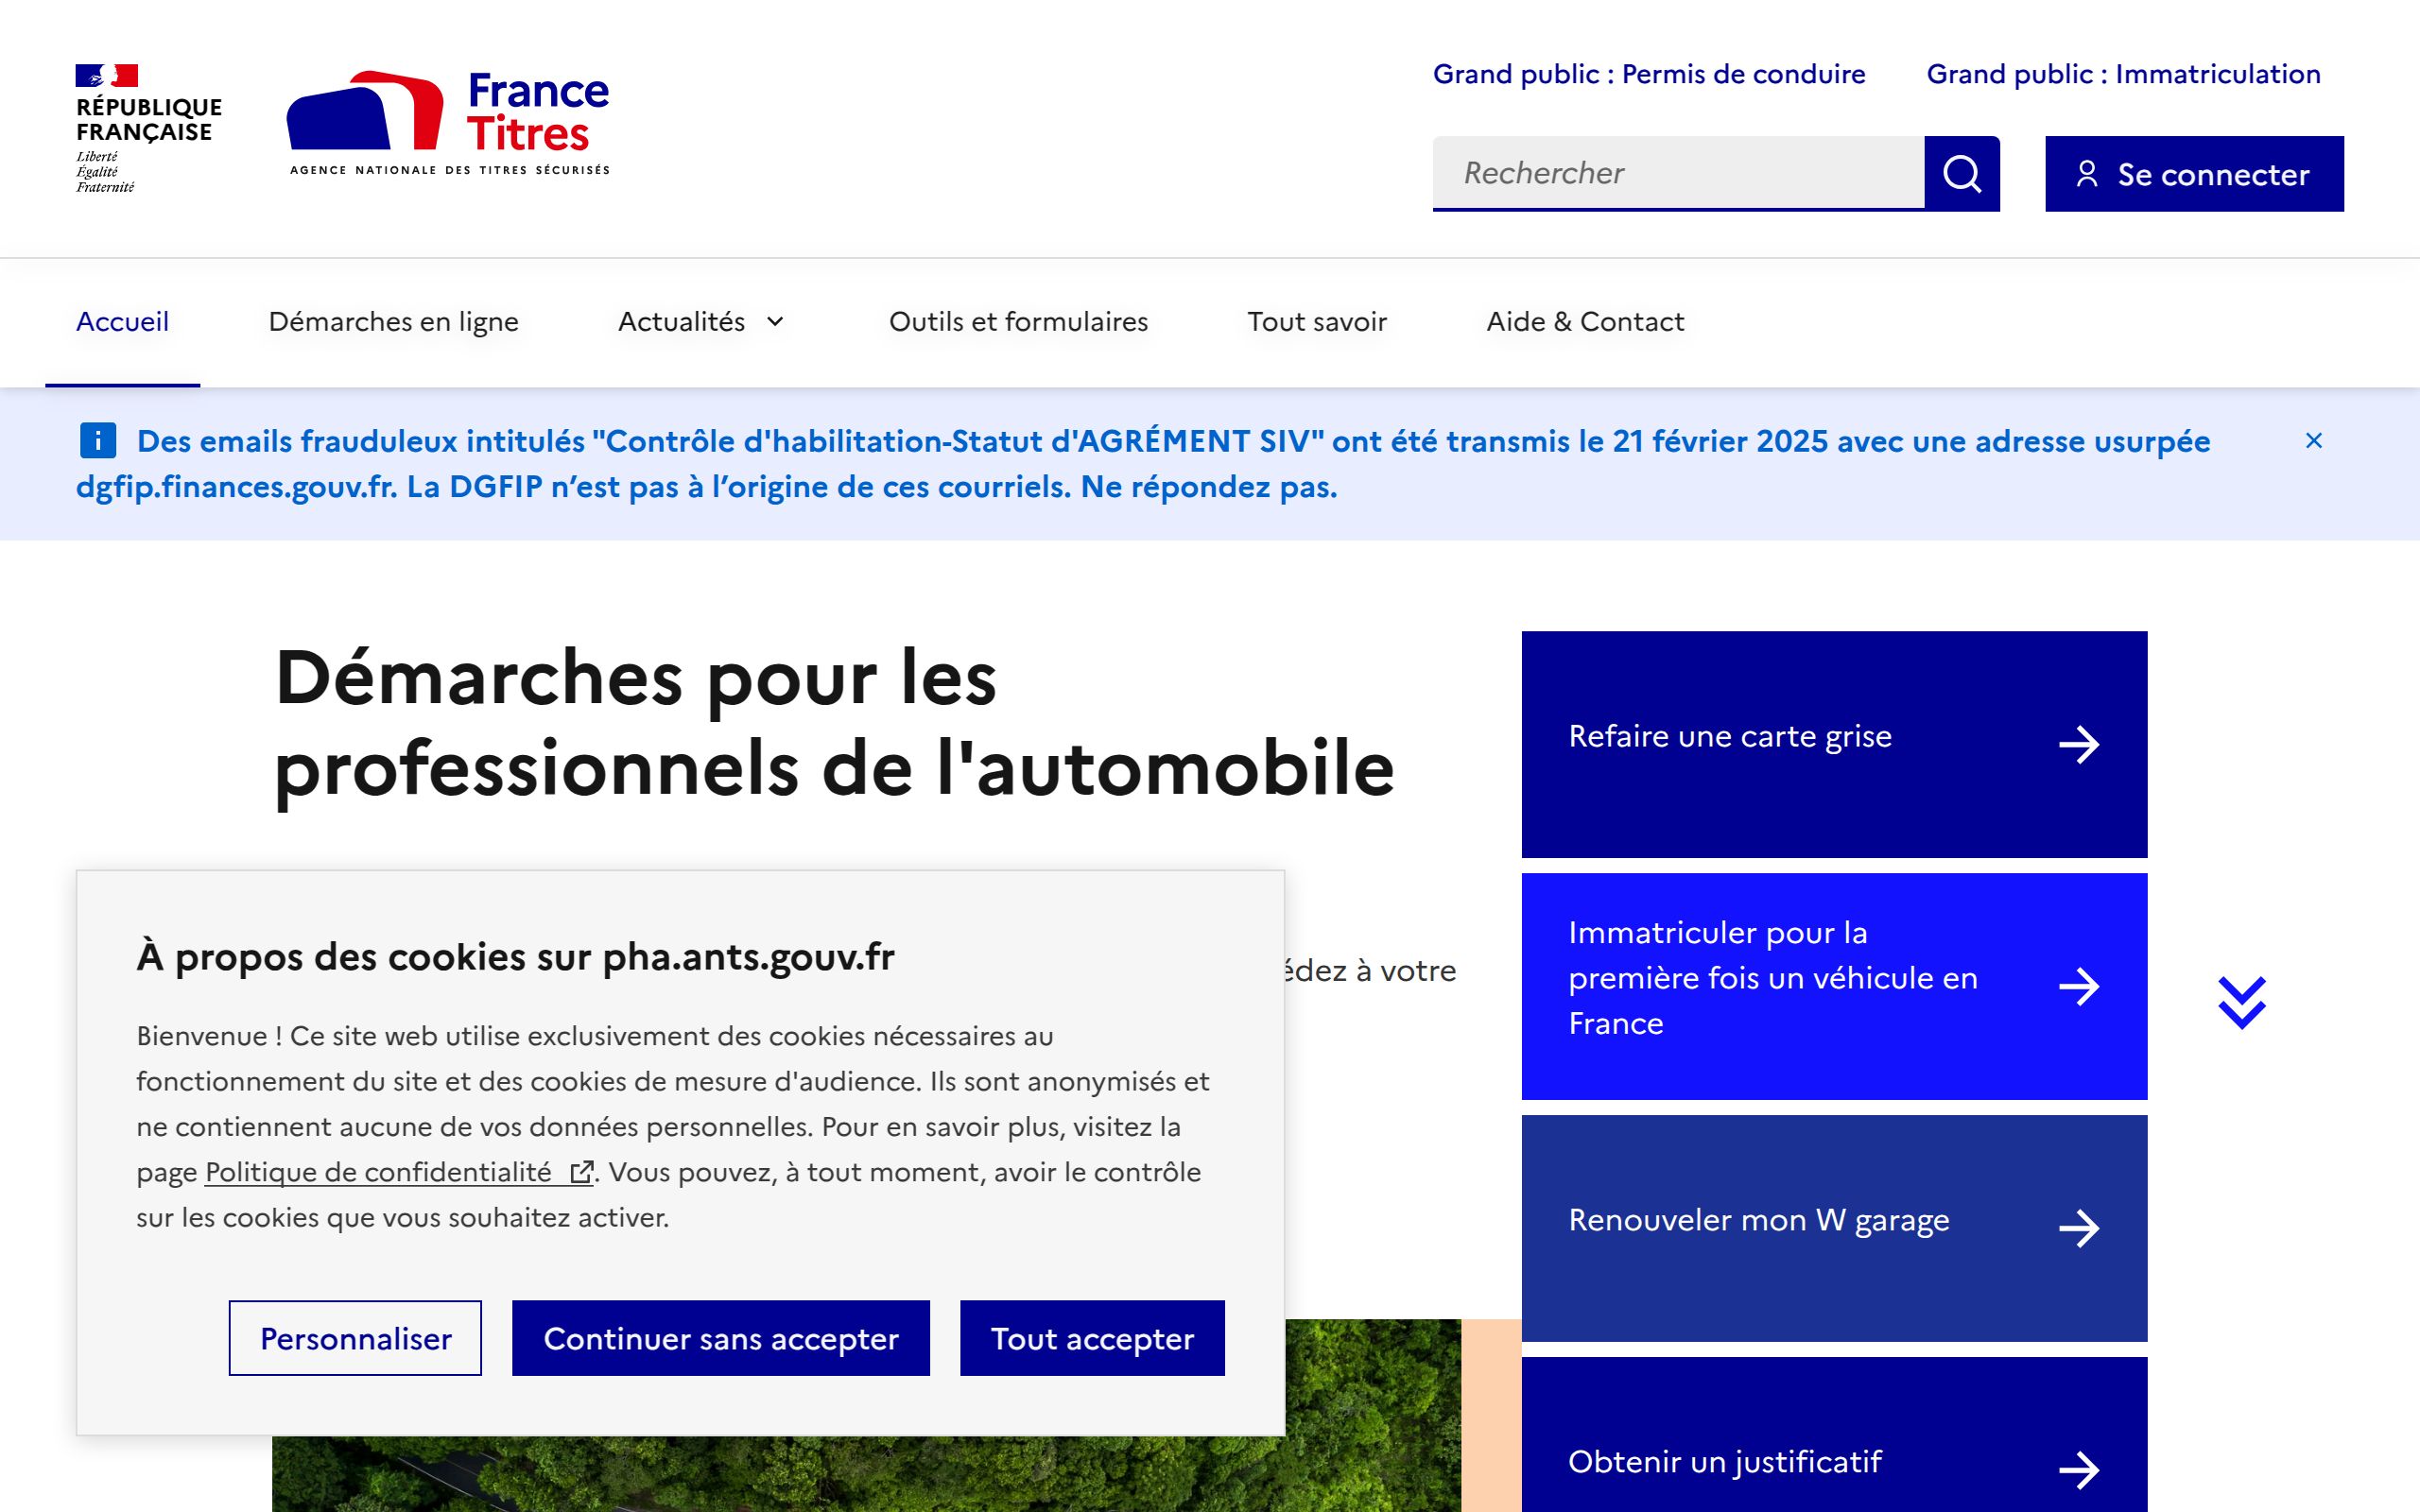 RÉPUBLIQUE
FRANÇAISE
Liberté
Égalité
Fraternité
France
Titres
AGENCE NATIONALE DES TITRES SÉCURISÉS
Grand public : Permis de conduire
Grand public : Immatriculation
Rechercher
Se connecter
Accueil
Démarches en ligne
Actualités
Outils et formulaires
Tout savoir
Aide & Contact
Des emails frauduleux intitulés "Contrôle d'habilitation-Statut d'AGRÉMENT SIV" ont été transmis le 21 février 2025 avec une adresse usurpée
dgfip.finances.gouv.fr. La DGFIP n’est pas à l’origine de ces courriels. Ne répondez pas.
Démarches pour les
professionnels de l'automobile
à votre
À propos des cookies sur pha.ants.gouv.fr
Bienvenue ! Ce site web utilise exclusivement des cookies nécessaires au
fonctionnement du site et des cookies de mesure d'audience. Ils sont anonymisés et
ne contiennent aucune de vos données personnelles. Pour en savoir plus, visitez la
page Politique de confidentialité . Vous pouvez, à tout moment, avoir le contrôle
sur les cookies que vous souhaitez activer.
Personnaliser
Continuer sans accepter
Tout accepter
Refaire une carte grise
Immatriculer pour la
première fois un véhicule en
France
Renouveler mon W garage
Obtenir un justificatif